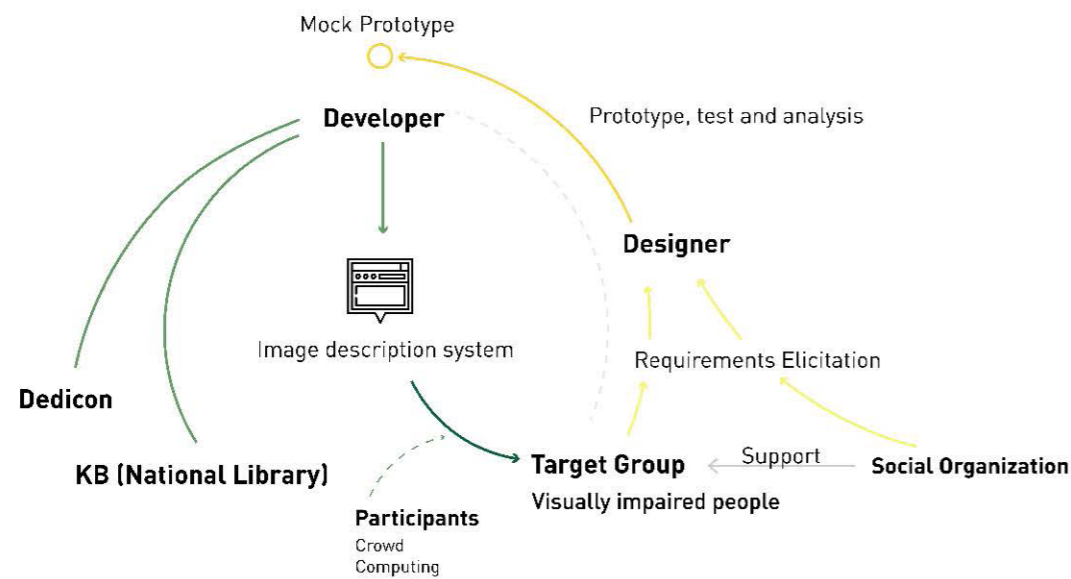 Mock Prototype
Developer
Prototype, test and analysis
Designer
Image description system
Requirements Elicitation
Dedicon
KB (National Library)
Target Group
Visually impaired people
Support
Social Organization
Participants
Crowd
Computing